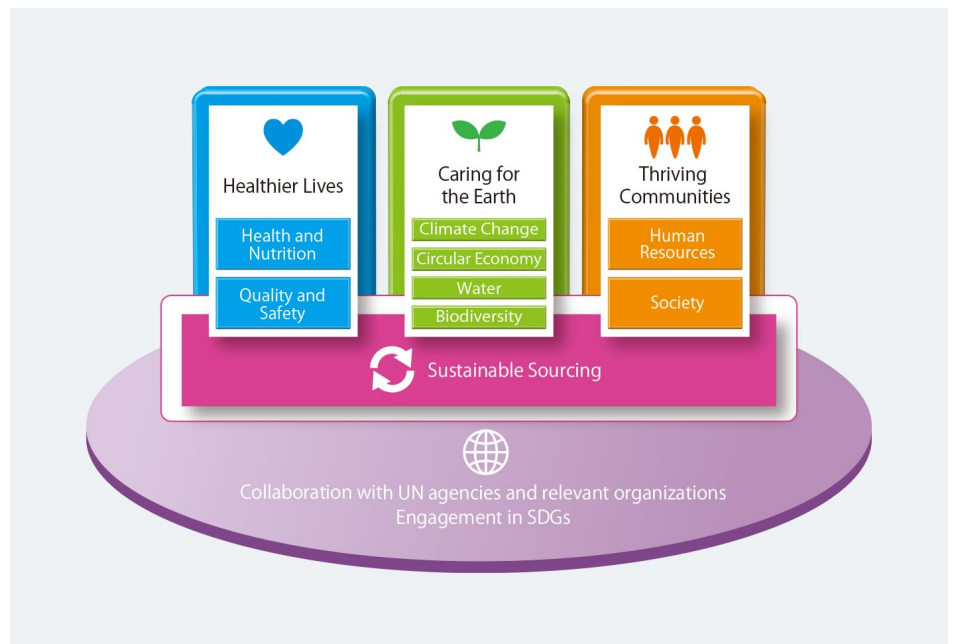 Healthier Lives
Health and
Nutrition
Quality and
Safety
Caring for
the Earth
Climate Change
Circular Economy
Water
Biodiversity
Thriving
Communities
Human
Resources
Society
Sustainable Sourcing
Collaboration with UN agencies and relevant organizations
Engagement in SDGs